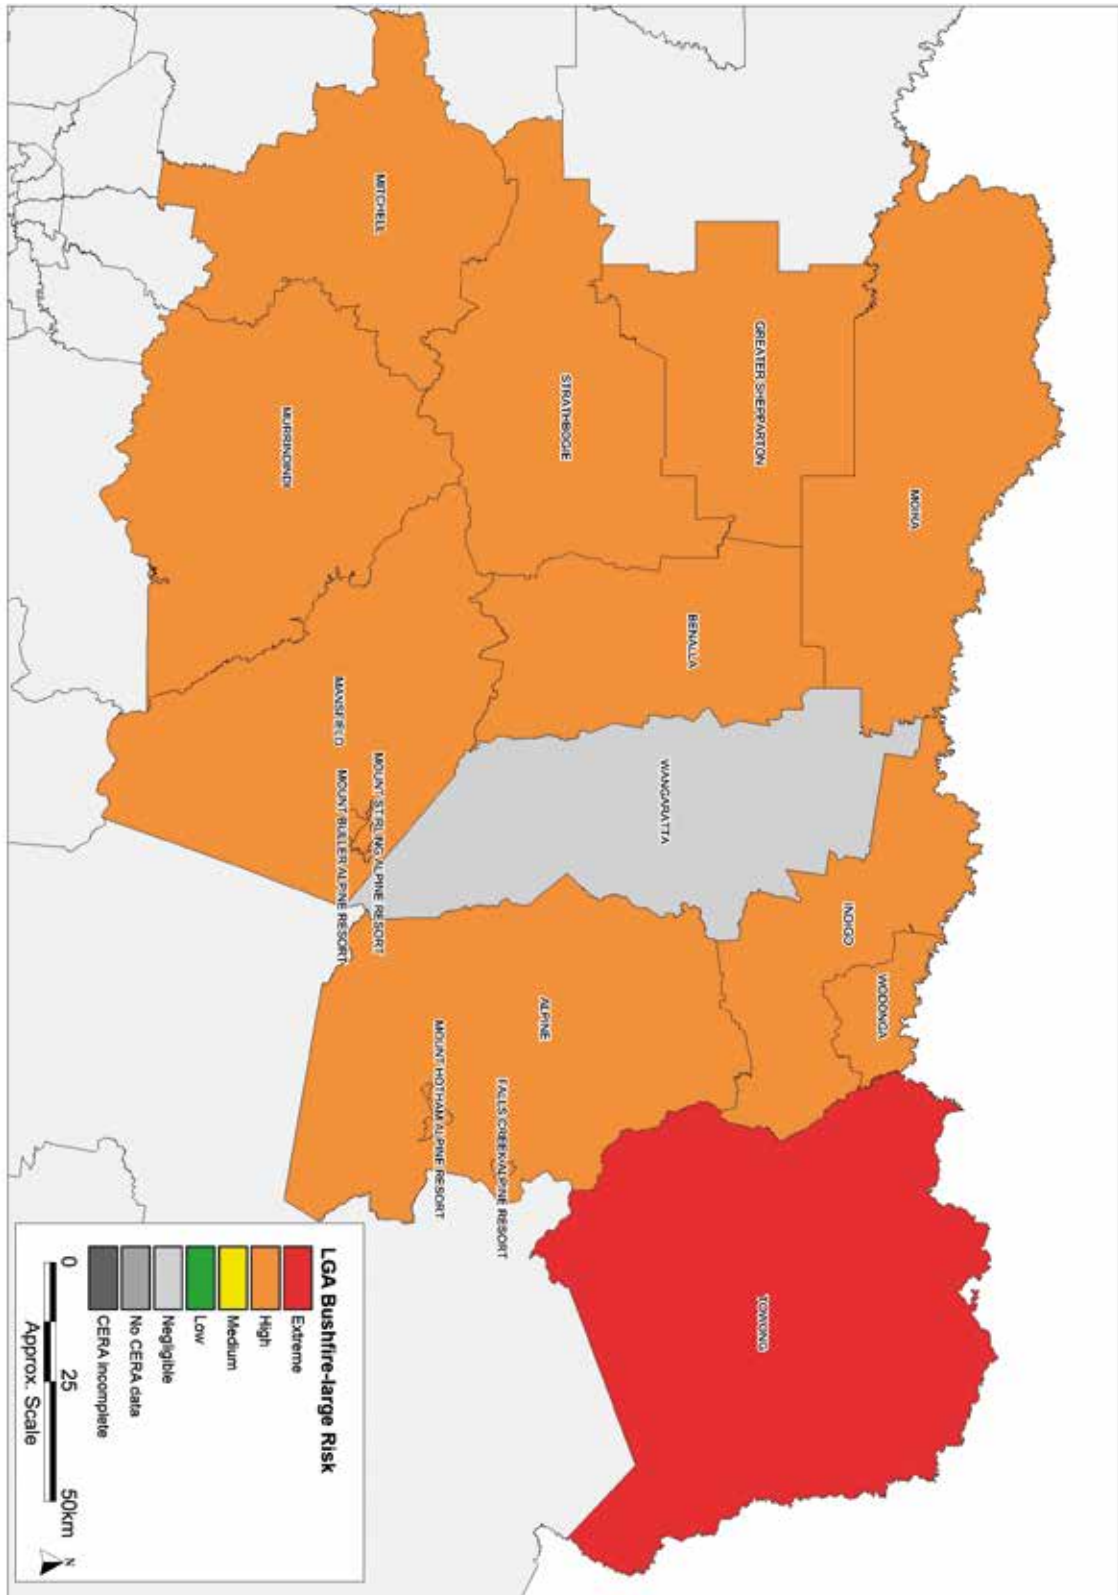 MOIRA
GREATER SHEPPARTON
WODONGA
INDIGO
TOWONG
BENALLA
WANGARATTA
STRATHBOGIE
ALPINE
FALLS CREEK ALPINE RESORT
MOUNT HOTHAM ALPINE RESORT
MITCHELL
MOUNT STIRLING ALPINE RESORT
MANSFIELD
MOUNT BULLER ALPINE RESORT
MURRINDINDI
LGA Bushfire-large Risk
Extreme
High
Medium
Low
Negligible
No CERA data
CERA incomplete
0 25 50km
Approx. Scale
N